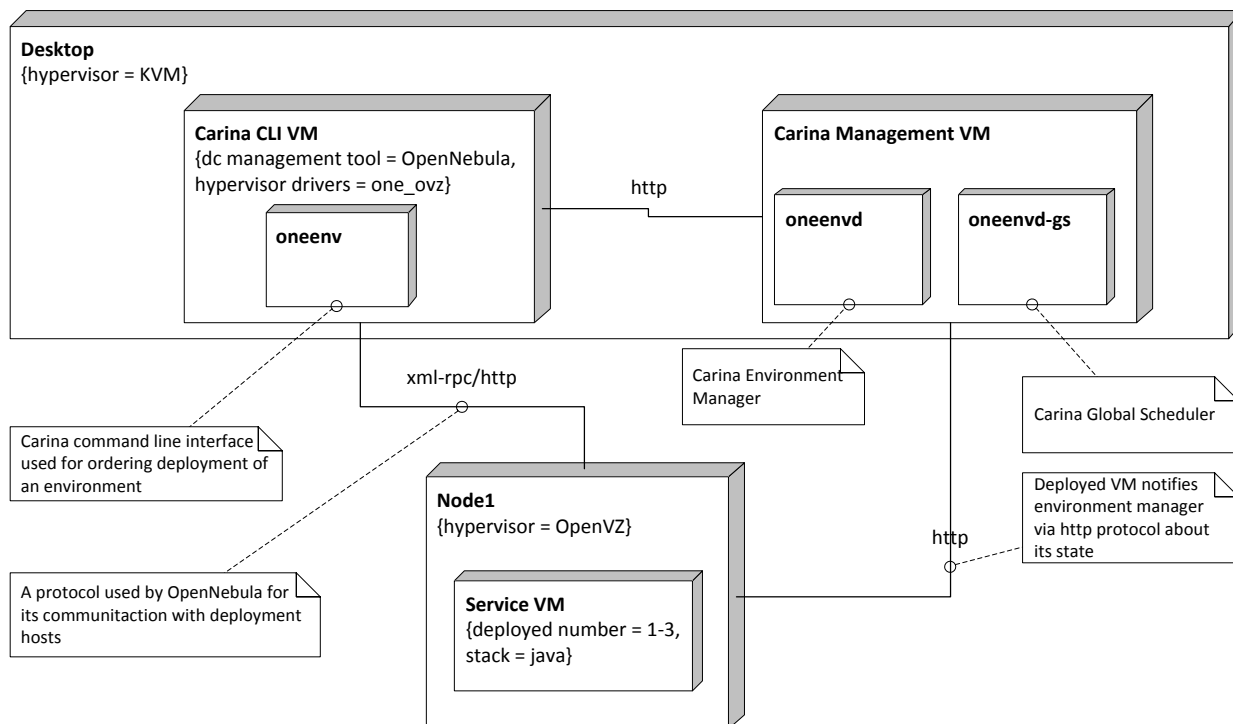 Desktop
{hypervisor = KVM}
Carina CLI VM
{dc management tool = OpenNebula,
hypervisor drivers = one_ovz}
oneenv
http
Carina Management VM
oneenvd
oneenvd-gs
xml-rpc/http
Carina Environment
Manager
Carina Global Scheduler
Carina command line interface
used for ordering deployment of
an environment
Node1
{hypervisor = OpenVZ}
Deployed VM notifies
environment manager
via http protocol about
its state
http
A protocol used by OpenNebula for
its communitaction with deployment
hosts
Service VM
{deployed number = 1-3,
stack = java}